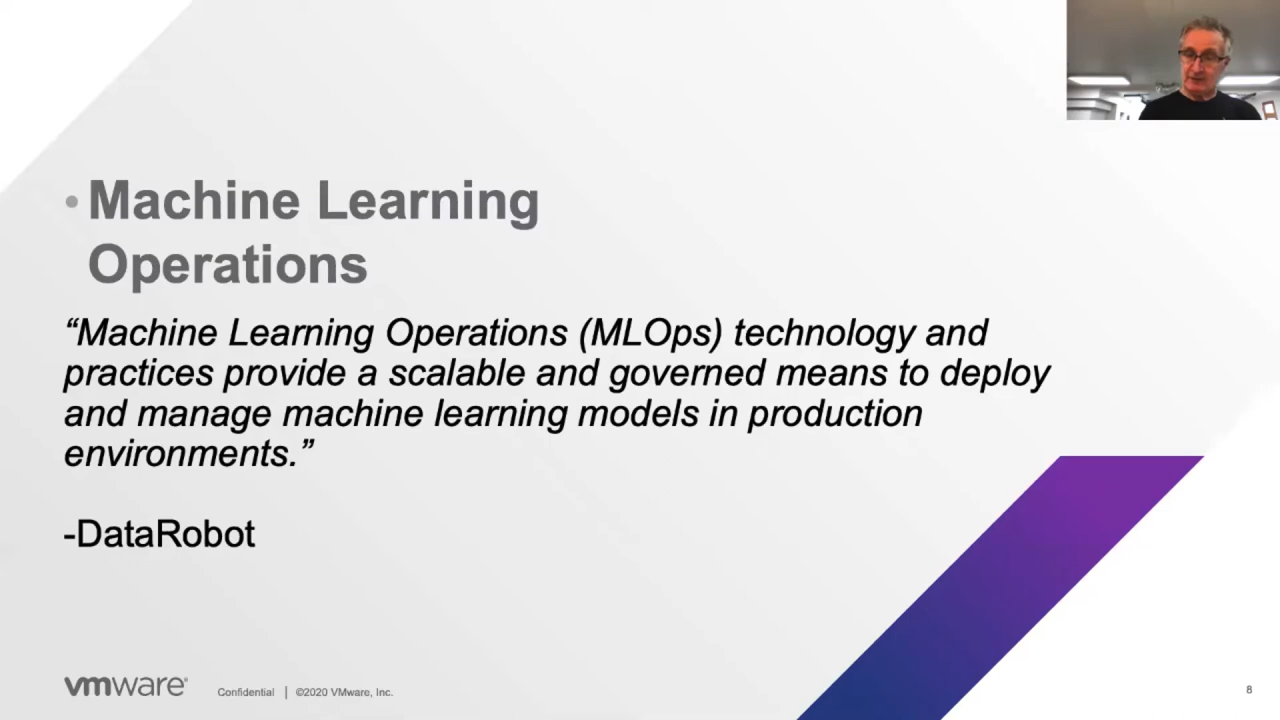 • Machine Learning
Operations
“Machine Learning Operations (MLOps) technology and
practices provide a scalable and governed means to deploy
and manage machine learning models in production
environments.”
-DataRobot
vmware®
Confidential | ©2020 VMware, Inc.
8